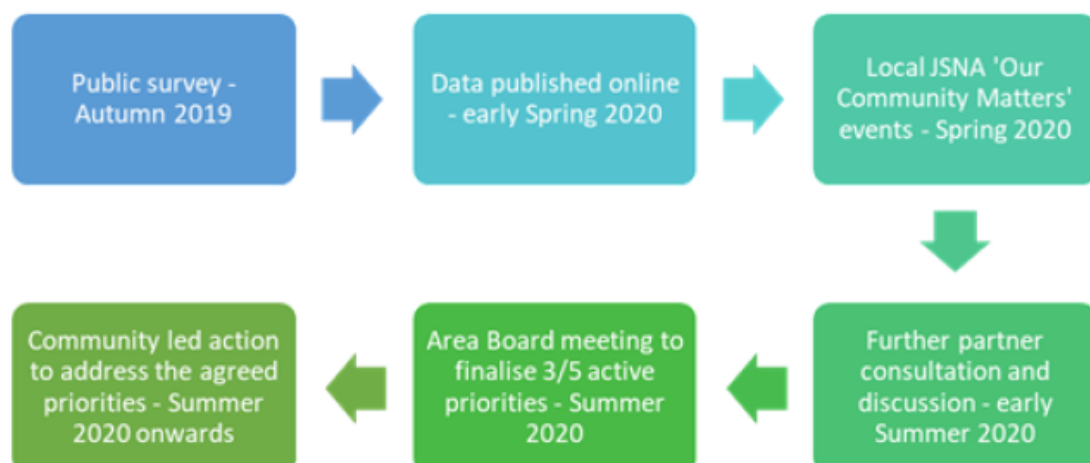 Public survey -
Autumn 2019
Data published online
- early Spring 2020
Local JSNA 'Our
Community Matters'
events - Spring 2020
Further partner
consultation and
discussion - early
Summer 2020
Area Board meeting to
finalise 3/5 active
priorities - Summer
2020
Community led action
to address the agreed
priorities - Summer
2020 onwards